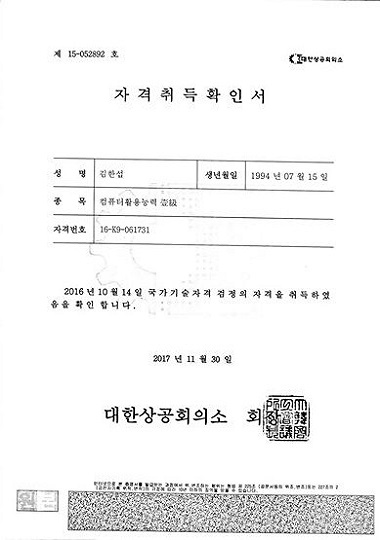 제 15-052892 호
대한상공회의소
자격취득확인서
성 명 김한섭 생년월일 1994 년 07 월 15 일
종 목 컴퓨터활용능력 壹級
자격번호 16-K9-061731
2016 년 10 월 14 일 국가기술자격 검정의 자격을 취득하였
음을 확인 합니다.
2017 년 11 월 30 일
대한상공회의소 회장